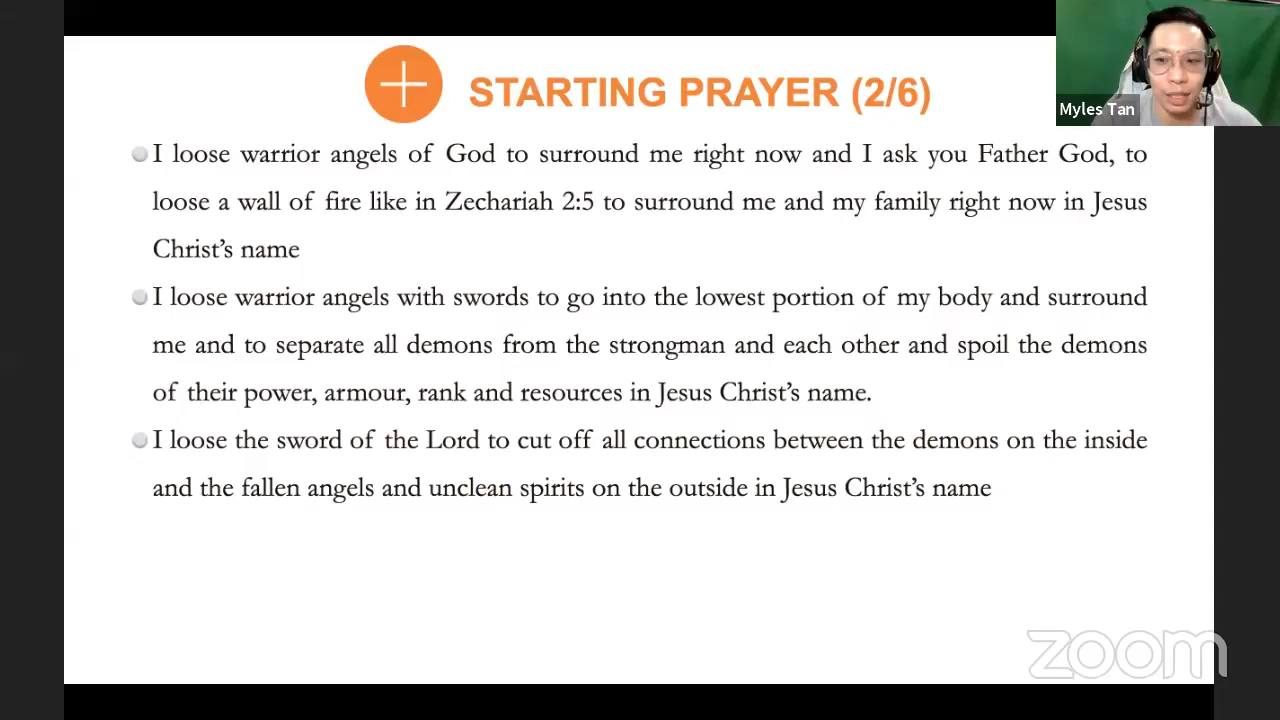 STARTING PRAYER (2/6)
Myles Tan
I loose warrior angels of God to surround me right now and I ask you Father God, to
loose a wall of fire like in Zechariah 2:5 to surround me and my family right now in Jesus
Christ’s name
I loose warrior angels with swords to go into the lowest portion of my body and surround
me and to separate all demons from the strongman and each other and spoil the demons
of their power, armour, rank and resources in Jesus Christ’s name.
I loose the sword of the Lord to cut off all connections between the demons on the inside
and the fallen angels and unclean spirits on the outside in Jesus Christ’s name
zoom